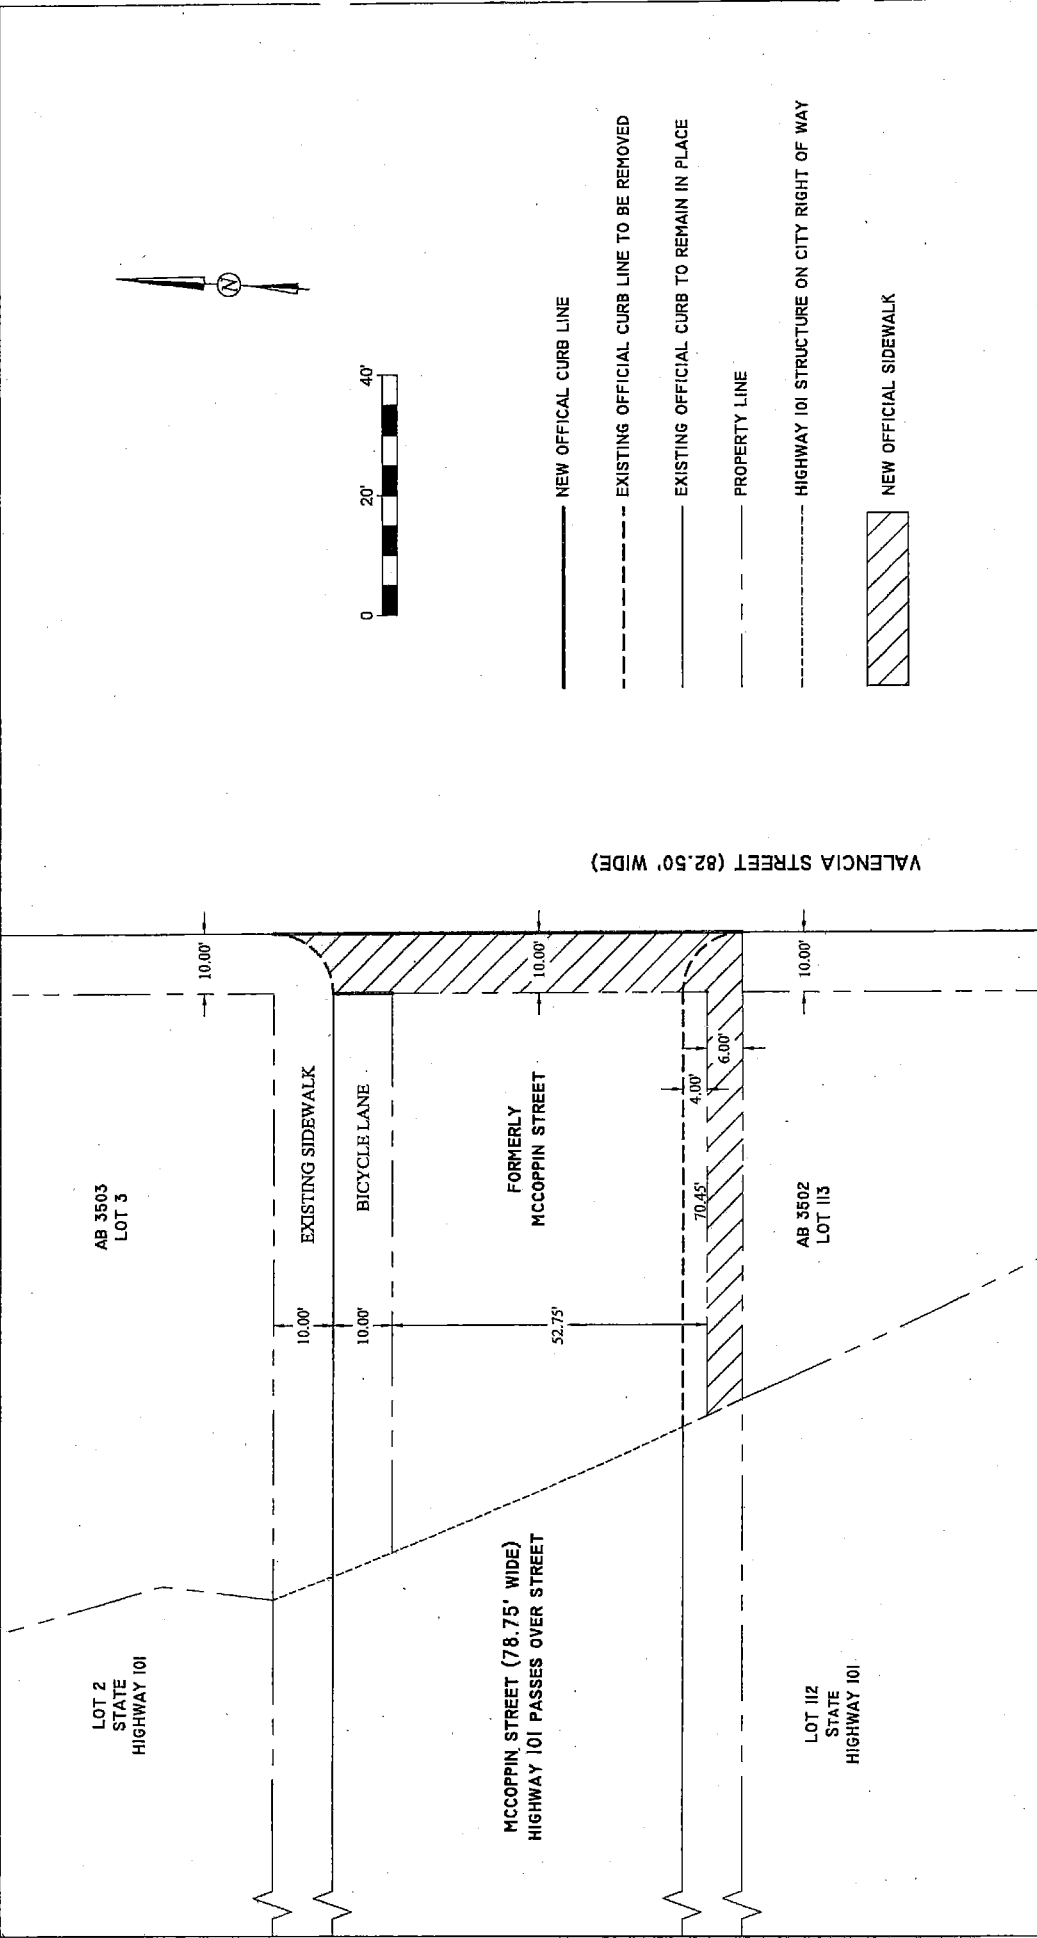 N
0
20'
40'
NEW OFFICAL CURB LINE
EXISTING OFFICIAL CURB LINE TO BE REMOVED
EXISTING OFFICIAL CURB TO REMAIN IN PLACE
PROPERTY LINE
HIGHWAY 101 STRUCTURE ON CITY RIGHT OF WAY
NEW OFFICIAL SIDEWALK
VALENCIA STREET (82.50' WIDE)
10.00'
10.00'
10.00'
AB 3503
LOT 3
EXISTING SIDEWALK
BICYCLE LANE
FORMERLY
MCCOPPIN STREET
6.00'
4.00'
70.45'
AB 3502
LOT 113
10.00'
10.00'
52.75'
LOT 2
STATE
HIGHWAY 101
MCCOPPIN STREET (78.75' WIDE)
HIGHWAY 101 PASSES OVER STREET
LOT 112
STATE
HIGHWAY 101